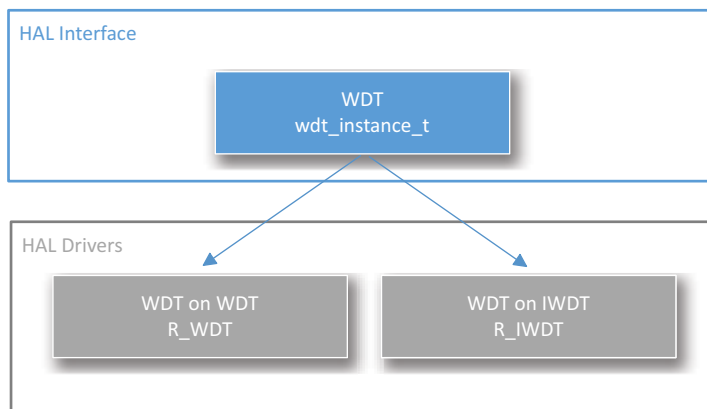 HAL Interface
WDT
wdt_instance_t
HAL Drivers
WDT on WDT
R_WDT
WDT on IWDT
R_IWDT